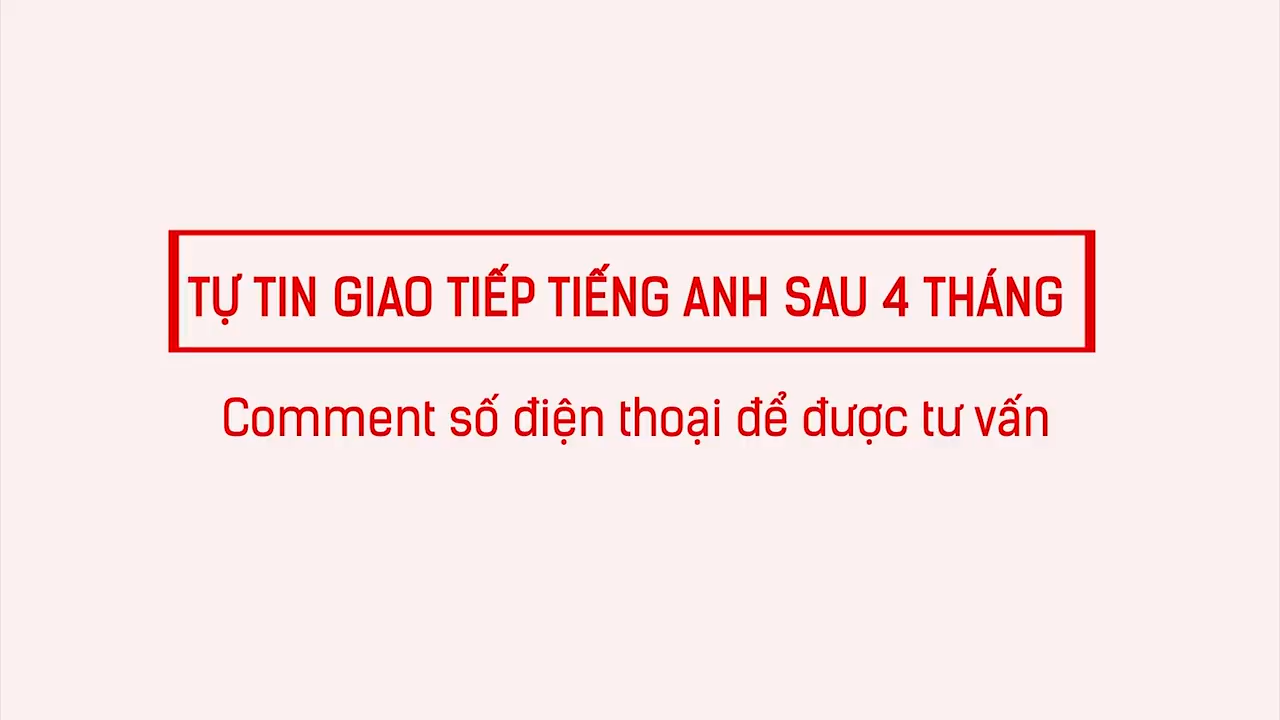 TỰ TIN GIAO TIẾP TIẾNG ANH SAU 4 THÁNG
Comment số điện thoại để được tư vấn